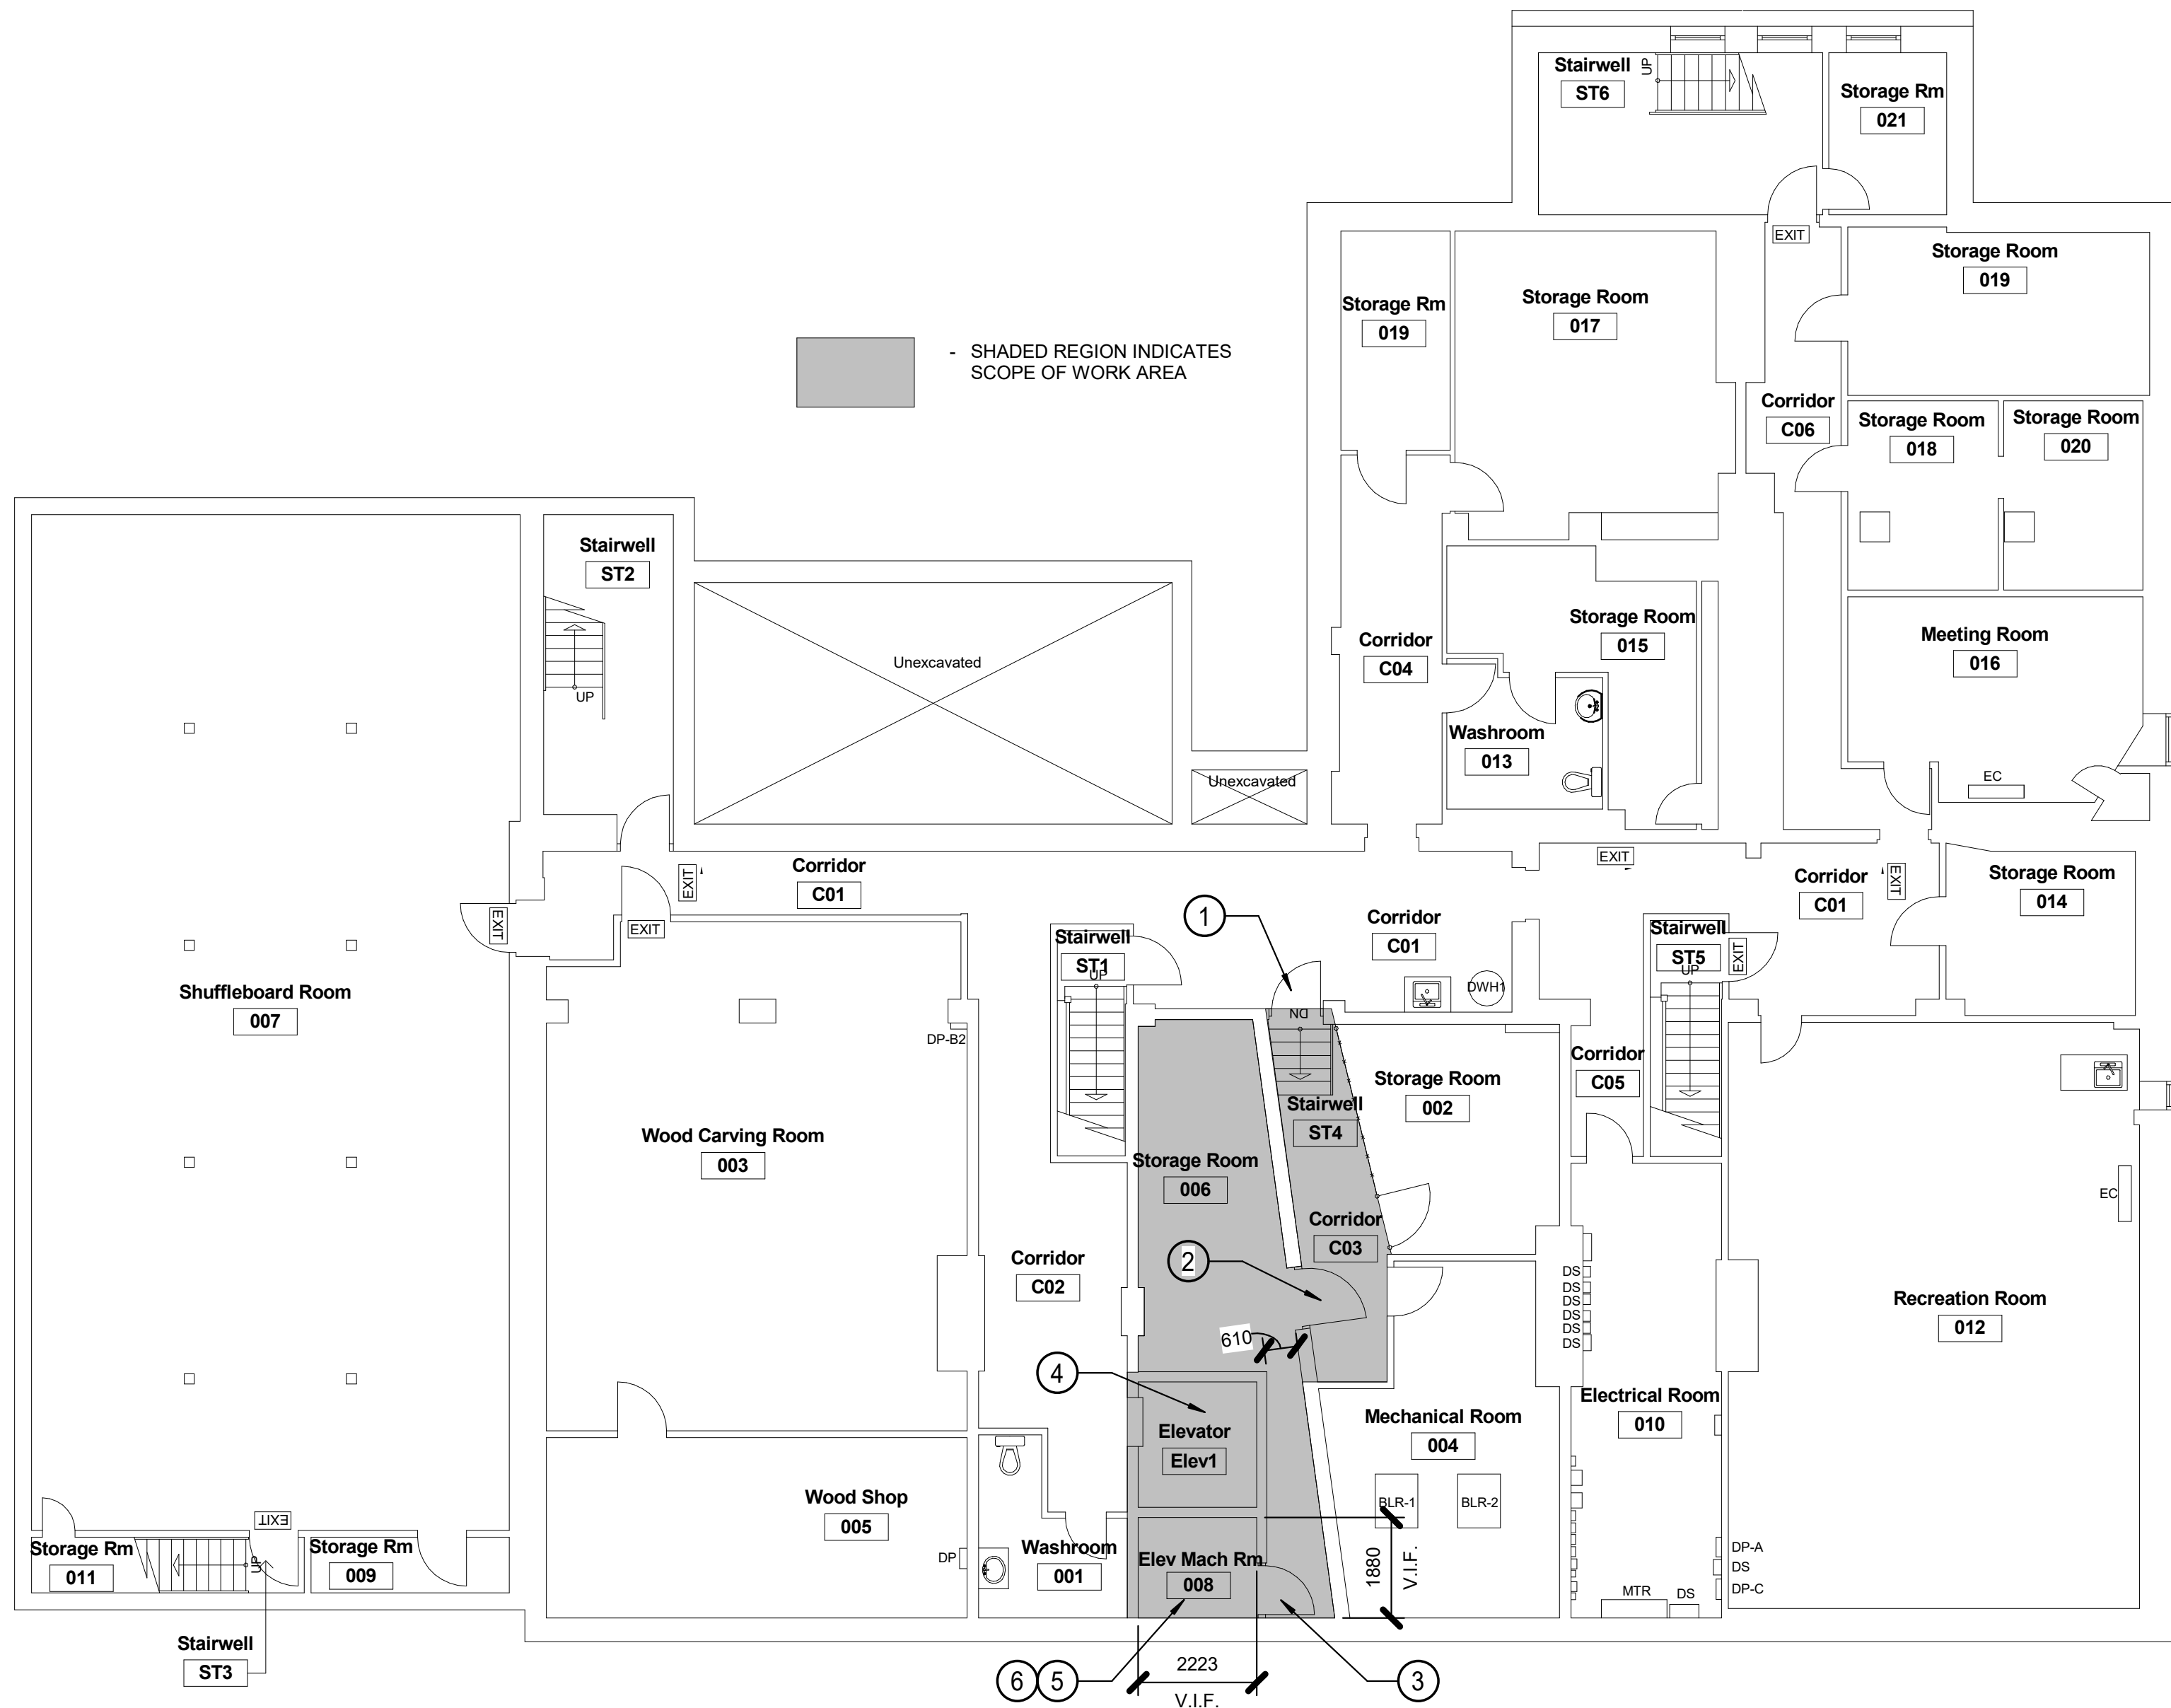 Stairwell
ST6
UP
Storage Rm
021
EXIT
Storage Room
019
Storage Rm
019
Storage Room
017
- SHADED REGION INDICATES
SCOPE OF WORK AREA
Corridor
C06
Storage Room
018
Storage Room
020
Stairwell
ST2
UP
Unexcavated
Storage Room
015
Corridor
C04
Meeting Room
016
Washroom
013
EC
Unexcavated
EXIT
Corridor
C01
EXIT
EXIT
EXIT
EXIT
Corridor
C01
EXIT
Storage Room
014
1
Corridor
C01
Stairwell
ST1
UP
Stairwell
ST5
UP
EXIT
DWH1
Shuffleboard Room
007
DN
DP-B2
Corridor
C05
Storage Room
002
Stairwell
ST4
Wood Carving Room
003
Storage Room
006
EC
Corridor
C03
2
Corridor
C02
DS
DS
DS
DS
DS
DS
Recreation Room
012
610
4
Electrical Room
010
Mechanical Room
004
Elevator
Elev1
BLR-1
BLR-2
Wood Shop
005
EXIT
Storage Rm
011
UP
Storage Rm
009
DP
Washroom
001
Elev Mach Rm
008
1880
V.I.F.
DP-A
DS
DP-C
MTR
DS
Stairwell
ST3
6
5
2223
V.I.F.
3